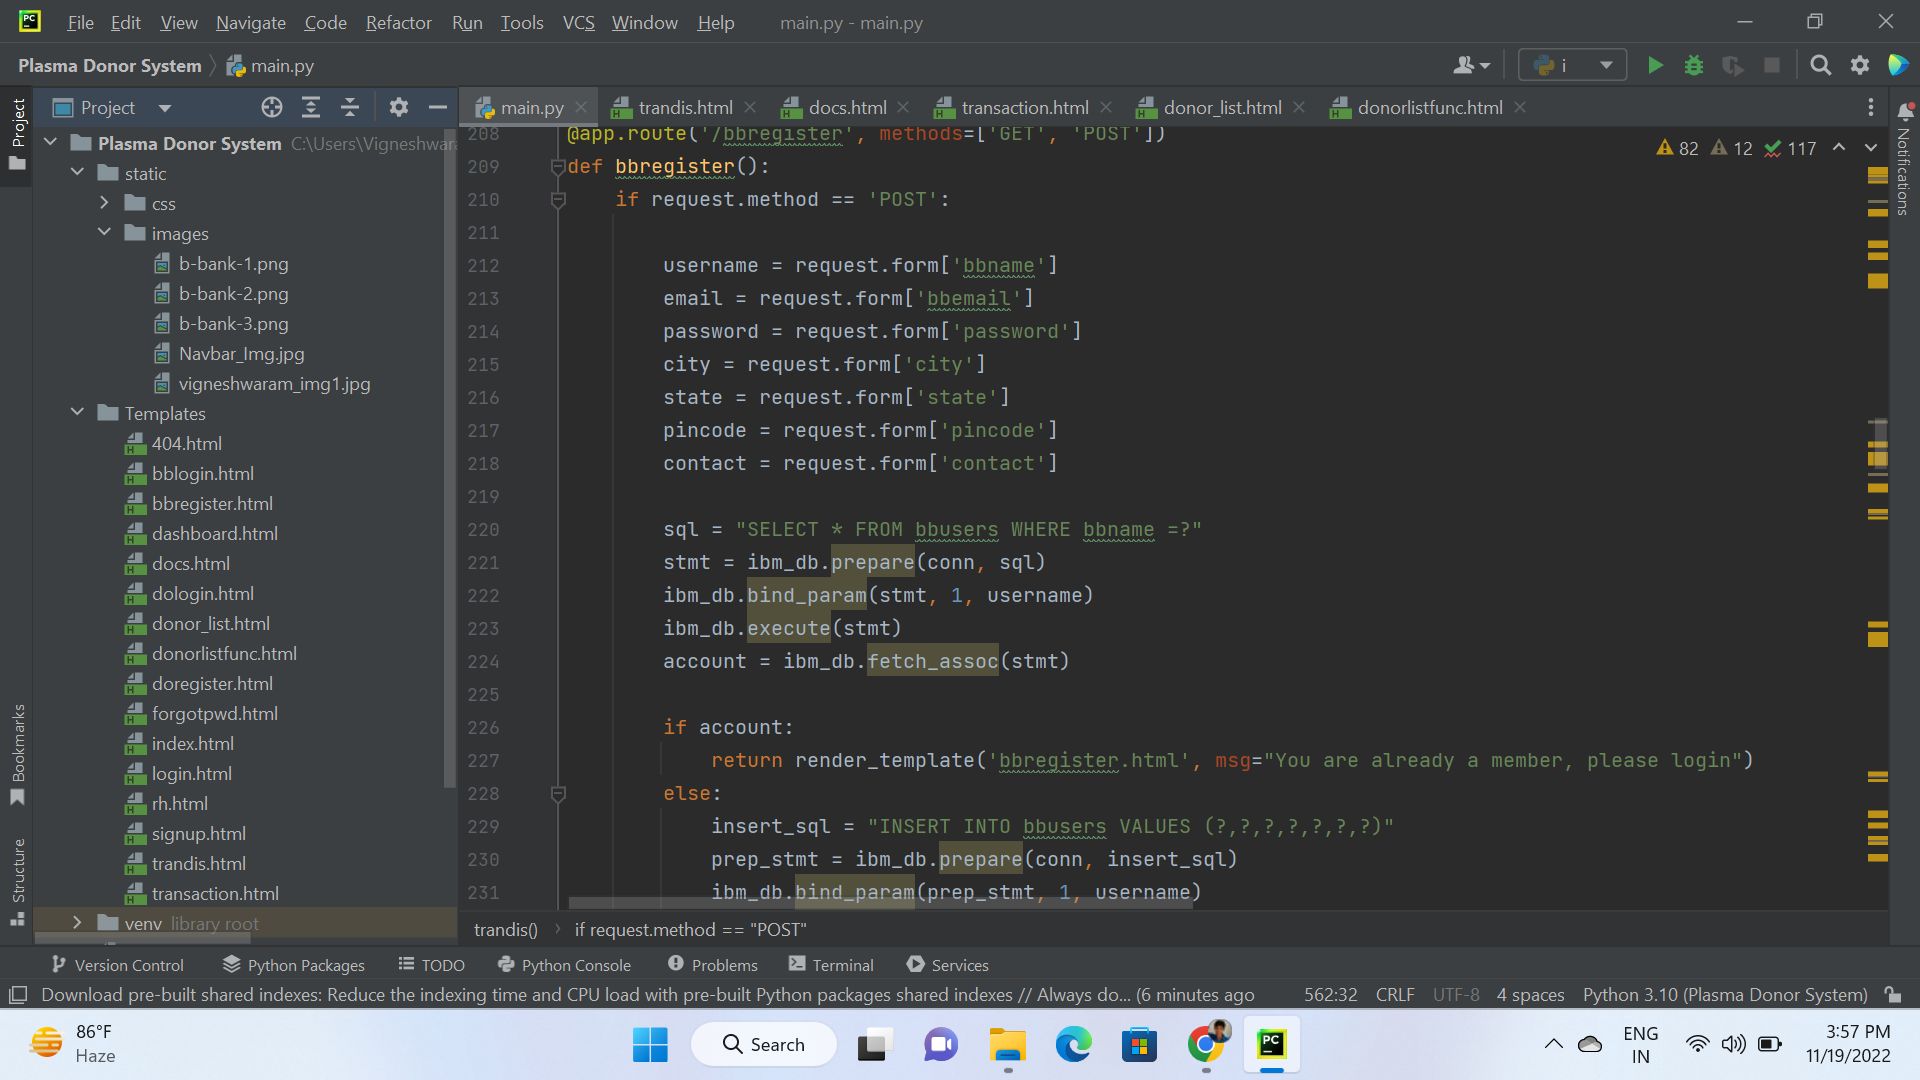 PC File Edit View Navigate Code Refactor Run Tools VCS Window Help main.py - main.py
Plasma Donor System main.py i
Project
Project main.py trandis.html docs.html transaction.html donor_list.html donorlistfunc.html
Notifications
Plasma Donor System C:\Users\Vigneshwara
static
css
images
b-bank-1.png
b-bank-2.png
b-bank-3.png
Navbar_Img.jpg
vigneshwaram_img1.jpg
Templates
404.html
bblogin.html
bbregister.html
dashboard.html
docs.html
dologin.html
donor_list.html
donorlistfunc.html
doregister.html
forgotpwd.html
index.html
login.html
rh.html
signup.html
trandis.html
transaction.html
venv library root
Bookmarks
Structure
82 12 117
208 @app.route('/bbregister', methods=['GET', 'POST'])
209 def bbregister():
210     if request.method == 'POST':
211
212         username = request.form['bbname']
213         email = request.form['bbemail']
214         password = request.form['password']
215         city = request.form['city']
216         state = request.form['state']
217         pincode = request.form['pincode']
218         contact = request.form['contact']
219
220         sql = "SELECT * FROM bbusers WHERE bbname =?"
221         stmt = ibm_db.prepare(conn, sql)
222         ibm_db.bind_param(stmt, 1, username)
223         ibm_db.execute(stmt)
224         account = ibm_db.fetch_assoc(stmt)
225
226         if account:
227             return render_template('bbregister.html', msg="You are already a member, please login")
228         else:
229             insert_sql = "INSERT INTO bbusers VALUES (?,?,?,?,?,?,?)"
230             prep_stmt = ibm_db.prepare(conn, insert_sql)
231             ibm_db.bind_param(prep_stmt, 1, username)
trandis() if request.method == "POST"
Version Control Python Packages TODO Python Console Problems Terminal Services
Download pre-built shared indexes: Reduce the indexing time and CPU load with pre-built Python packages shared indexes // Always do... (6 minutes ago 562:32 CRLF UTF-8 4 spaces Python 3.10 (Plasma Donor System)
86°F
Haze
Search
PC
ENG
IN
3:57 PM
11/19/2022